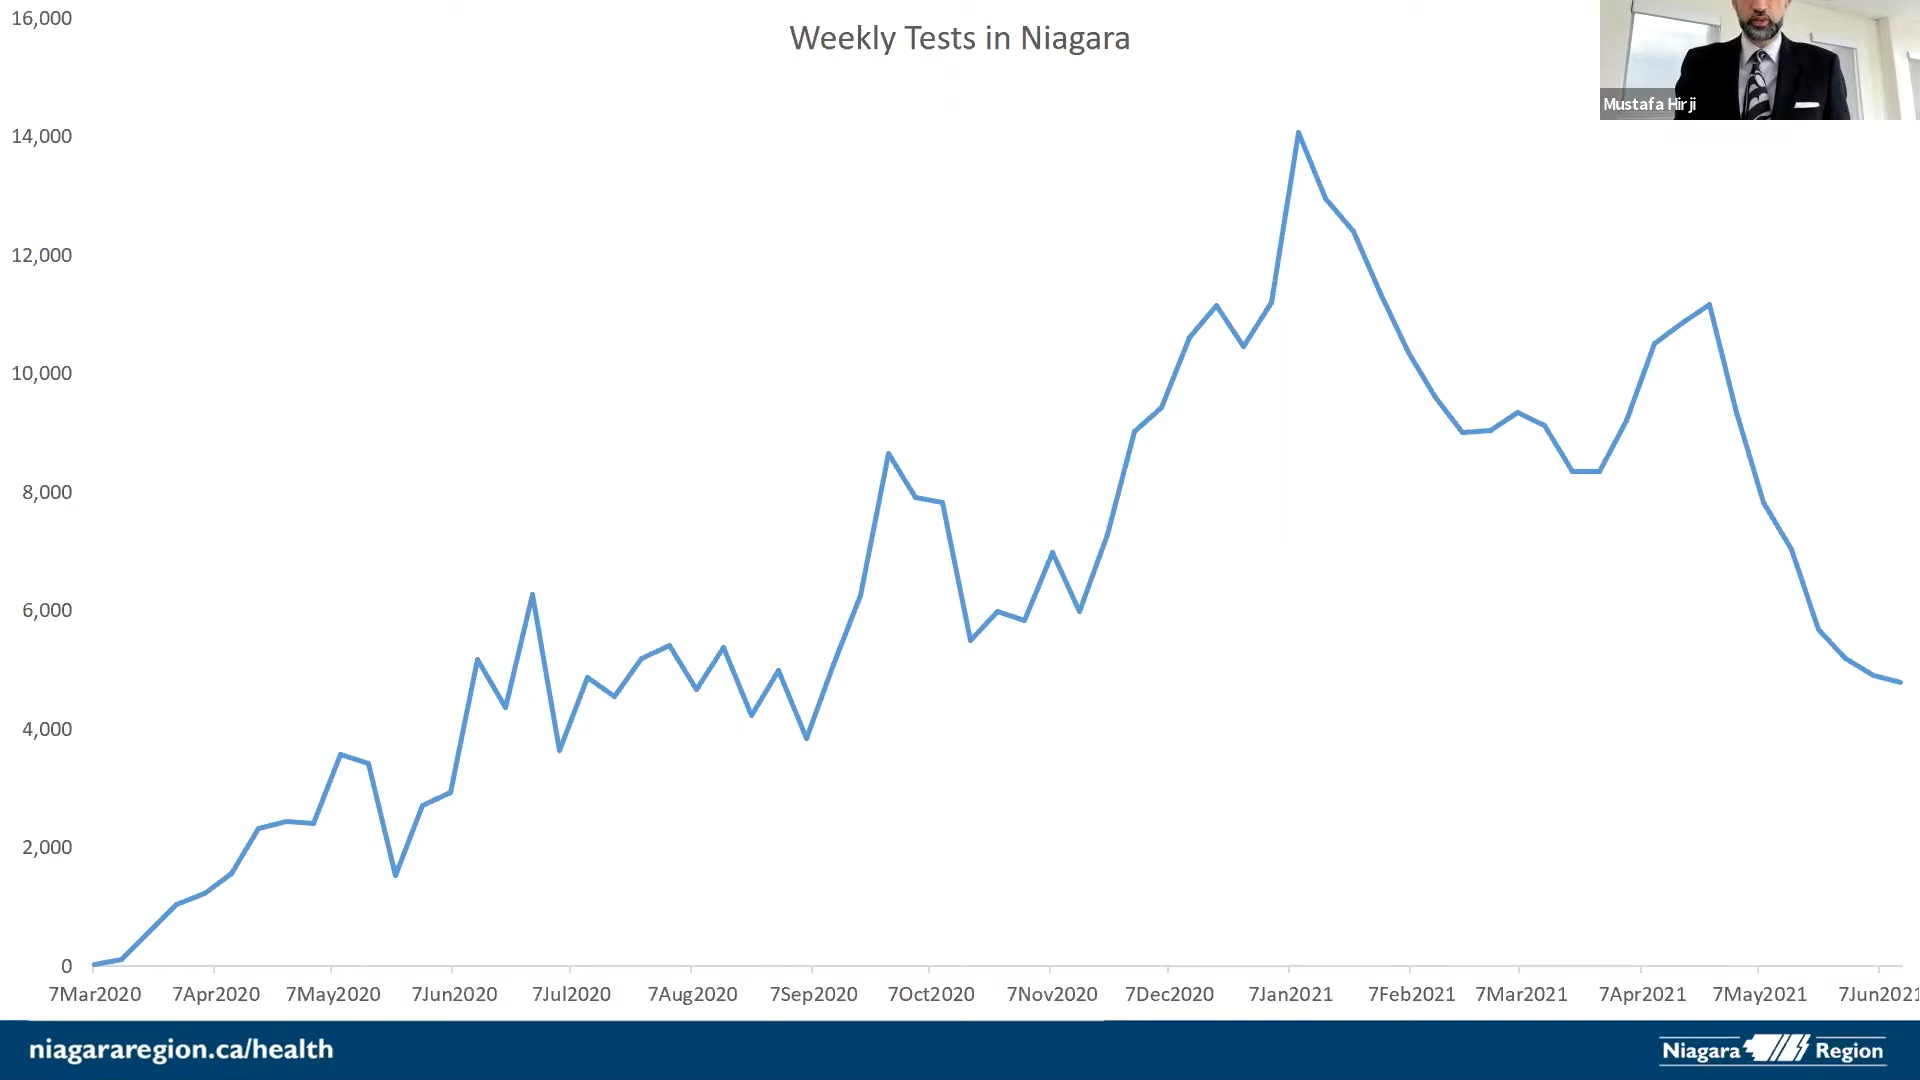 Weekly Tests in Niagara
Mustafa Hirji
16,000
14,000
12,000
10,000
8,000
6,000
4,000
2,000
0
7Mar2020 7Apr2020 7May2020 7Jun2020 7Jul2020 7Aug2020 7Sep2020 7Oct2020 7Nov2020 7Dec2020 7Jan2021 7Feb2021 7Mar2021 7Apr2021 7May2021 7Jun2021
niagararegion.ca/health
Niagara Region